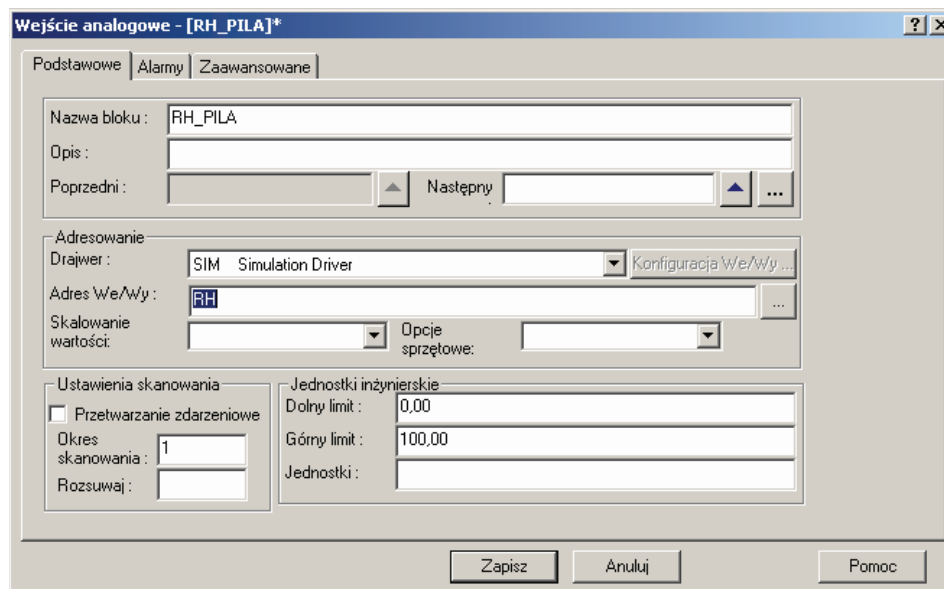 Wejście analogowe - [RH_PILA]*
Podstawowe Alarmy Zaawansowane
Nazwa bloku : RH_PILA
Opis :
Poprzedni : Następny : ...
Adresowanie
Drajwer : SIM Simulation Driver Konfiguracja We/Wy ...
Adres We/Wy : RH ...
Skalowanie wartości: Opcje sprzętowe:
Ustawienia skanowania
Przetwarzanie zdarzeniowe
Okres skanowania : 1
Rozsuwaj :
Jednostki inżynierskie
Dolny limit : 0,00
Górny limit : 100,00
Jednostki :
Zapisz Anuluj Pomoc